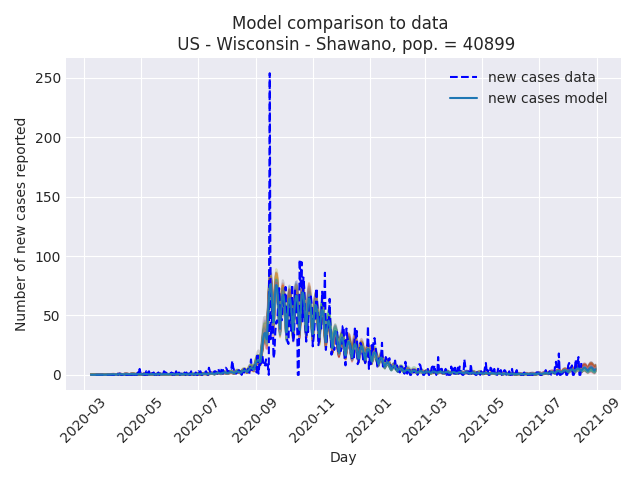 Model comparison to data
US - Wisconsin - Shawano, pop. = 40899
new cases data
new cases model
Number of new cases reported
250
200
150
100
50
0
2020-03
2020-05
2020-07
2020-09
2020-11
2021-01
2021-03
2021-05
2021-07
2021-09
Day